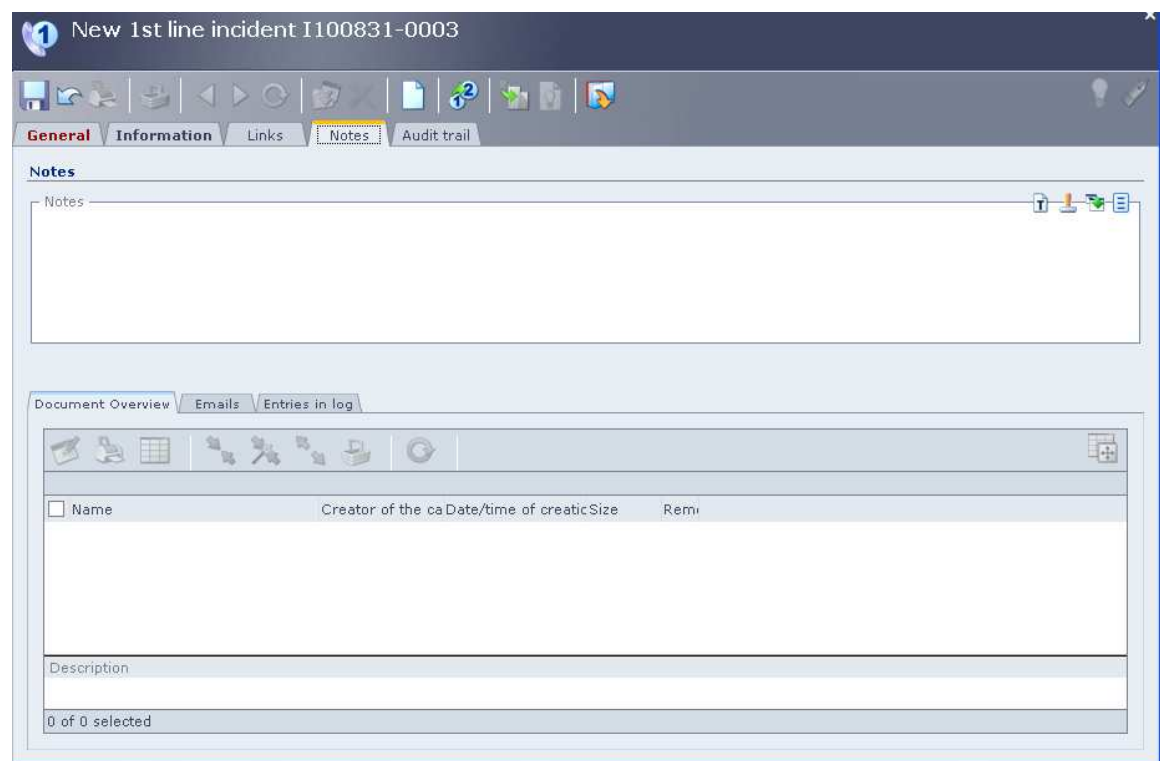 New 1st line incident I100831-0003
General Information Links Notes Audit trail
Notes
Notes
Document Overview Emails Entries in log
Name Creator of the ca Date/time of creatic Size Rem
Description
0 of 0 selected